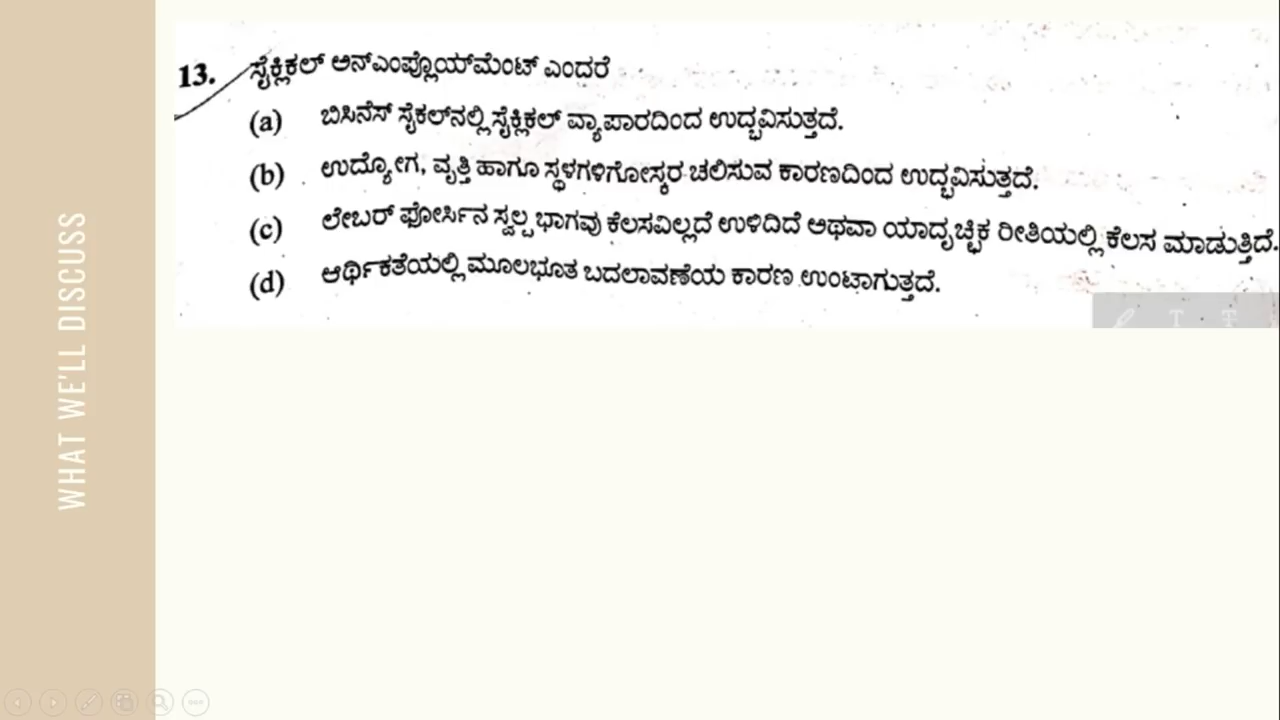 WHAT WE'LL DISCUSS
13. ಸೈಕ್ಲಿಕಲ್ ಅನ್‌ಎಂಪ್ಲೊಯ್‌ಮೆಂಟ್ ಎಂದರೆ
(a) ಬಿಸಿನೆಸ್ ಸೈಕಲ್‌ನಲ್ಲಿ ಸೈಕ್ಲಿಕಲ್ ವ್ಯಾಪಾರದಿಂದ ಉದ್ಭವಿಸುತ್ತದೆ.
(b) ಉದ್ಯೋಗ, ವೃತ್ತಿ ಹಾಗೂ ಸ್ಥಳಗಳಿಗೋಸ್ಕರ ಚಲಿಸುವ ಕಾರಣದಿಂದ ಉದ್ಭವಿಸುತ್ತದೆ.
(c) ಲೇಬರ್ ಫೋರ್ಸಿನ ಸ್ವಲ್ಪ ಭಾಗವು ಕೆಲಸವಿಲ್ಲದೆ ಉಳಿದಿದೆ ಅಥವಾ ಯಾದೃಚ್ಛಿಕ ರೀತಿಯಲ್ಲಿ ಕೆಲಸ ಮಾಡುತ್ತಿದೆ.
(d) ಆರ್ಥಿಕತೆಯಲ್ಲಿ ಮೂಲಭೂತ ಬದಲಾವಣೆಯ ಕಾರಣ ಉಂಟಾಗುತ್ತದೆ.